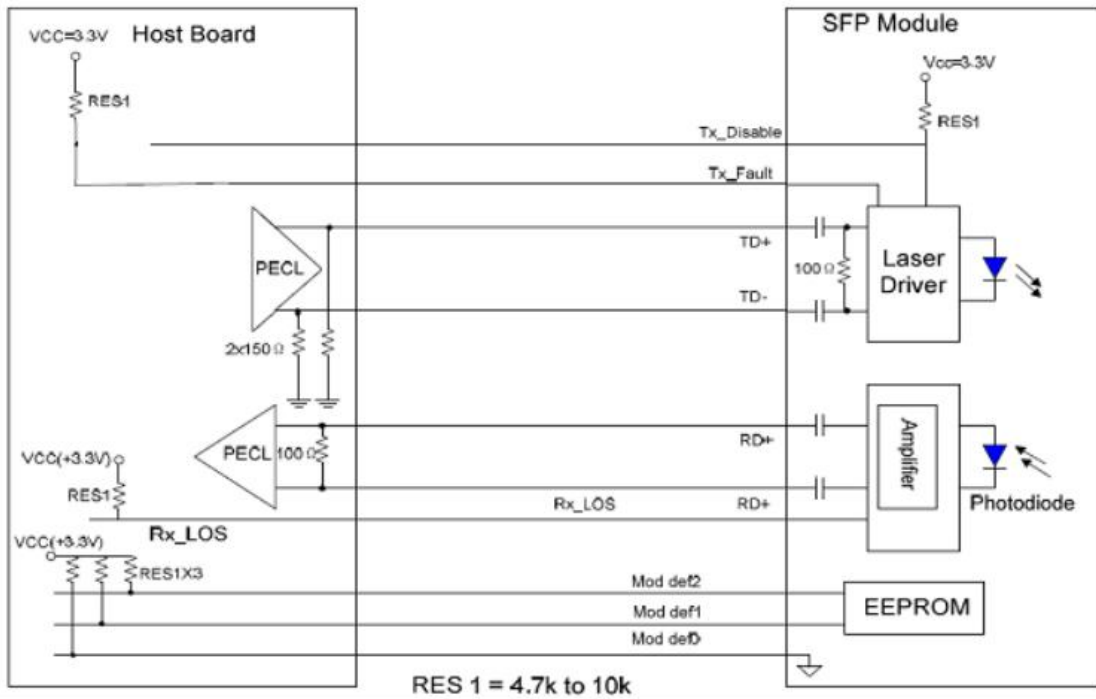 Host Board
VCC=3.3V
RES1
SFP Module
Vcc=3.3V
RES1
Tx_Disable
Tx_Fault
PECL
TD+
100Ω
Laser
Driver
TD-
2x150Ω
PECL
100Ω
RD+
Amplifier
VCC(+3.3V)
RES1
Rx_LOS
Rx_LOS
RD+
Photodiode
VCC(+3.3V)
RES1X3
Mod def2
EEPROM
Mod def1
Mod def0
RES 1 = 4.7k to 10k